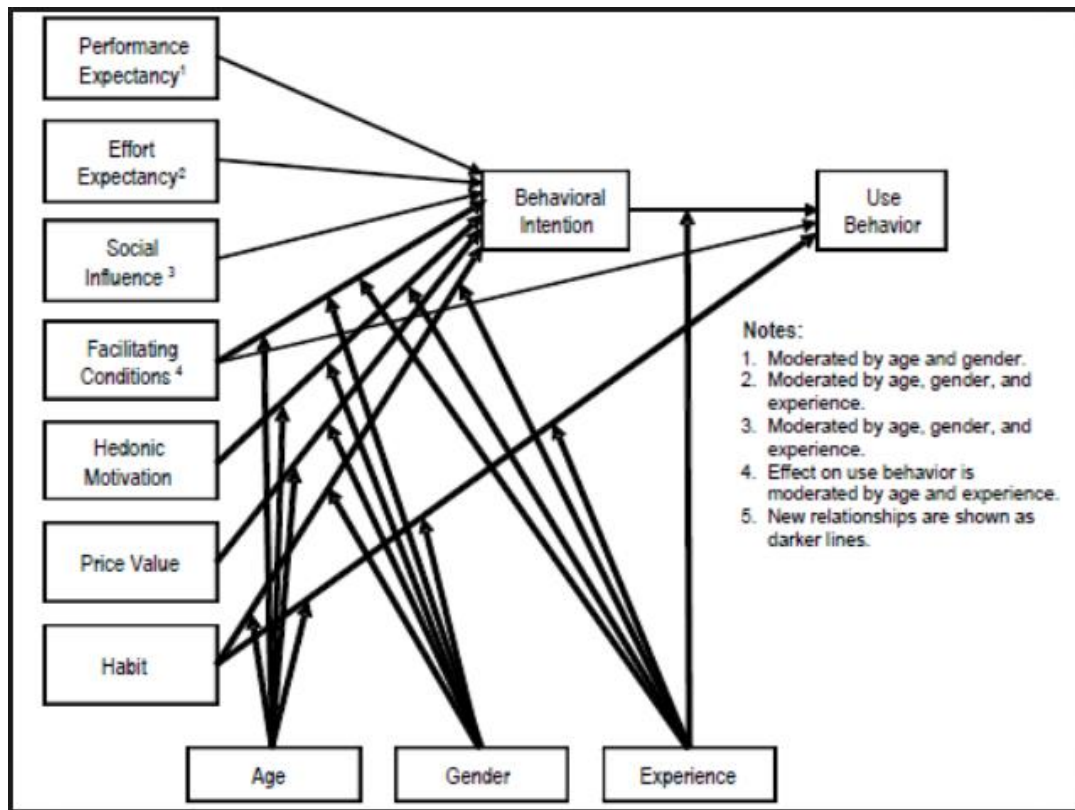 Performance
Expectancy¹
Effort
Expectancy²
Social
Influence ³
Facilitating
Conditions ⁴
Hedonic
Motivation
Price Value
Habit
Behavioral
Intention
Use
Behavior
Notes:
1. Moderated by age and gender.
2. Moderated by age, gender, and
experience.
3. Moderated by age, gender, and
experience.
4. Effect on use behavior is
moderated by age and experience.
5. New relationships are shown as
darker lines.
Age
Gender
Experience